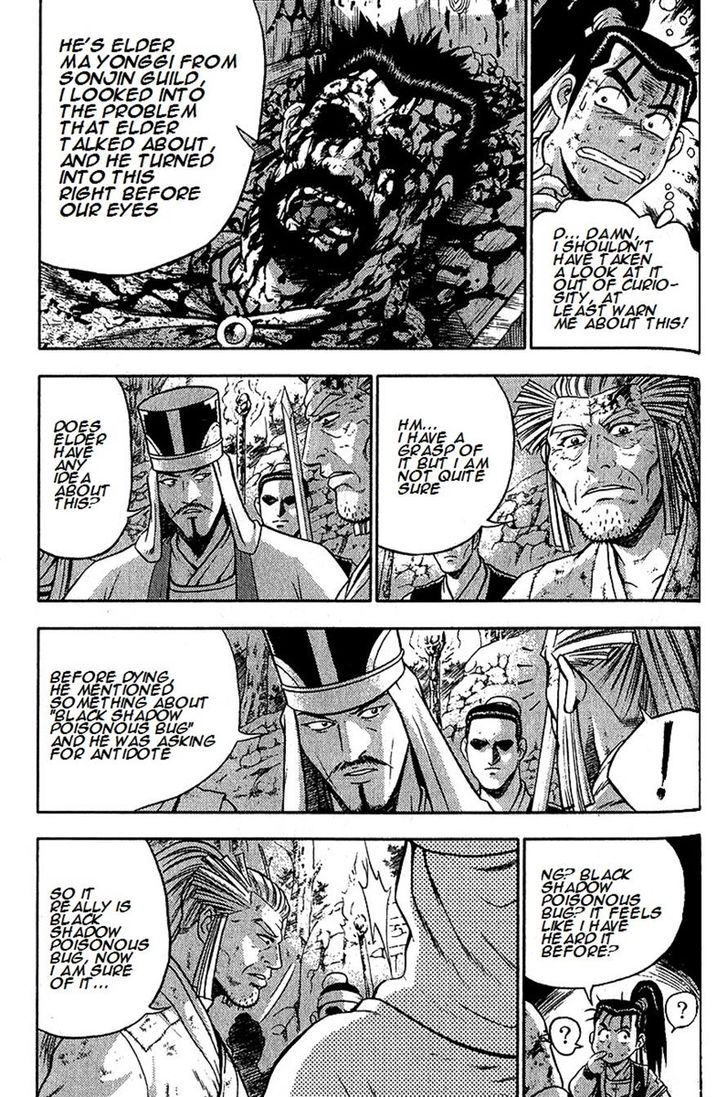 HE'S ELDER
MA YONGGI FROM
SONJIN GUILD,
I LOOKED INTO
THE PROBLEM
THAT ELDER
TALKED ABOUT,
AND HE TURNED
INTO THIS
RIGHT BEFORE
OUR EYES
D... DAMN,
I SHOULDN'T
HAVE TAKEN
A LOOK AT IT
OUT OF CURIO-
SITY, AT
LEAST WARN
ME ABOUT THIS!
DOES
ELDER
HAVE
ANY
IDEA
ABOUT
THIS?
HM...
I HAVE A
GRASP OF
IT BUT I AM
NOT QUITE
SURE
BEFORE DYING,
HE MENTIONED
SOMETHING ABOUT
"BLACK SHADOW
POISONOUS BUG"
AND HE WAS ASKING
FOR ANTIDOTE
!
SO IT
REALLY IS
BLACK
SHADOW
POISONOUS
BUG, NOW
I AM SURE
OF IT...
NG? BLACK
SHADOW
POISONOUS
BUG? IT FEELS
LIKE I HAVE
HEARD IT
BEFORE?
?
?